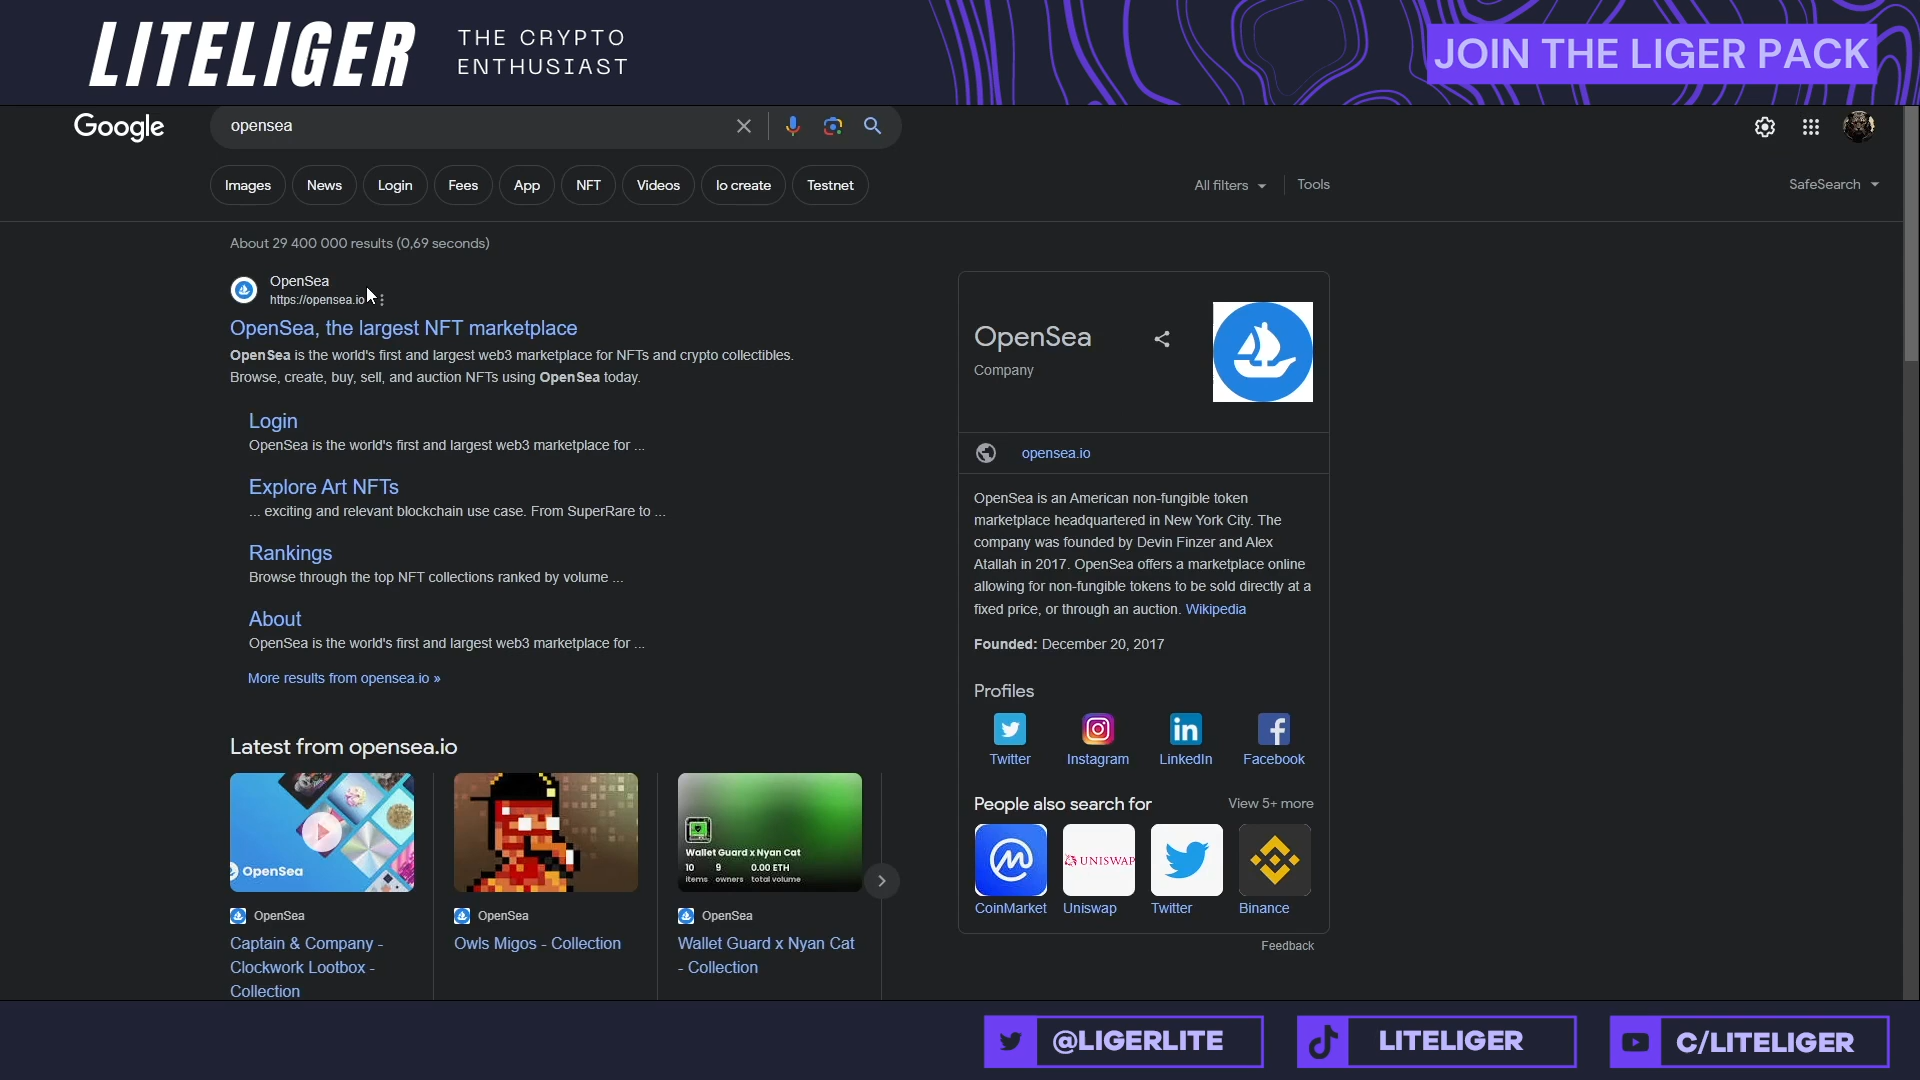 LITELIGER
THE CRYPTO
ENTHUSIAST
JOIN THE LIGER PACK
Google
opensea
Images
News
Login
Fees
App
NFT
Videos
Io create
Testnet
All filters
Tools
SafeSearch
About 29 400 000 results (0,69 seconds)
OpenSea
https://opensea.io
OpenSea, the largest NFT marketplace
OpenSea is the world's first and largest web3 marketplace for NFTs and crypto collectibles.
Browse, create, buy, sell, and auction NFTs using OpenSea today.
Login
OpenSea is the world's first and largest web3 marketplace for ...
Explore Art NFTs
... exciting and relevant blockchain use case. From SuperRare to ...
Rankings
Browse through the top NFT collections ranked by volume ...
About
OpenSea is the world's first and largest web3 marketplace for ...
More results from opensea.io »
Latest from opensea.io
OpenSea
OpenSea
Captain & Company -
Clockwork Lootbox -
Collection
OpenSea
Owls Migos - Collection
Wallet Guard x Nyan Cat
10 9 0.00 ETH
items owners total volume
OpenSea
Wallet Guard x Nyan Cat
- Collection
OpenSea
Company
opensea.io
OpenSea is an American non-fungible token
marketplace headquartered in New York City. The
company was founded by Devin Finzer and Alex
Atallah in 2017. OpenSea offers a marketplace online
allowing for non-fungible tokens to be sold directly at a
fixed price, or through an auction. Wikipedia
Founded: December 20, 2017
Profiles
Twitter
Instagram
LinkedIn
Facebook
People also search for
View 5+ more
UNISWAP
CoinMarket
Uniswap
Twitter
Binance
Feedback
@LIGERLITE
LITELIGER
C/LITELIGER